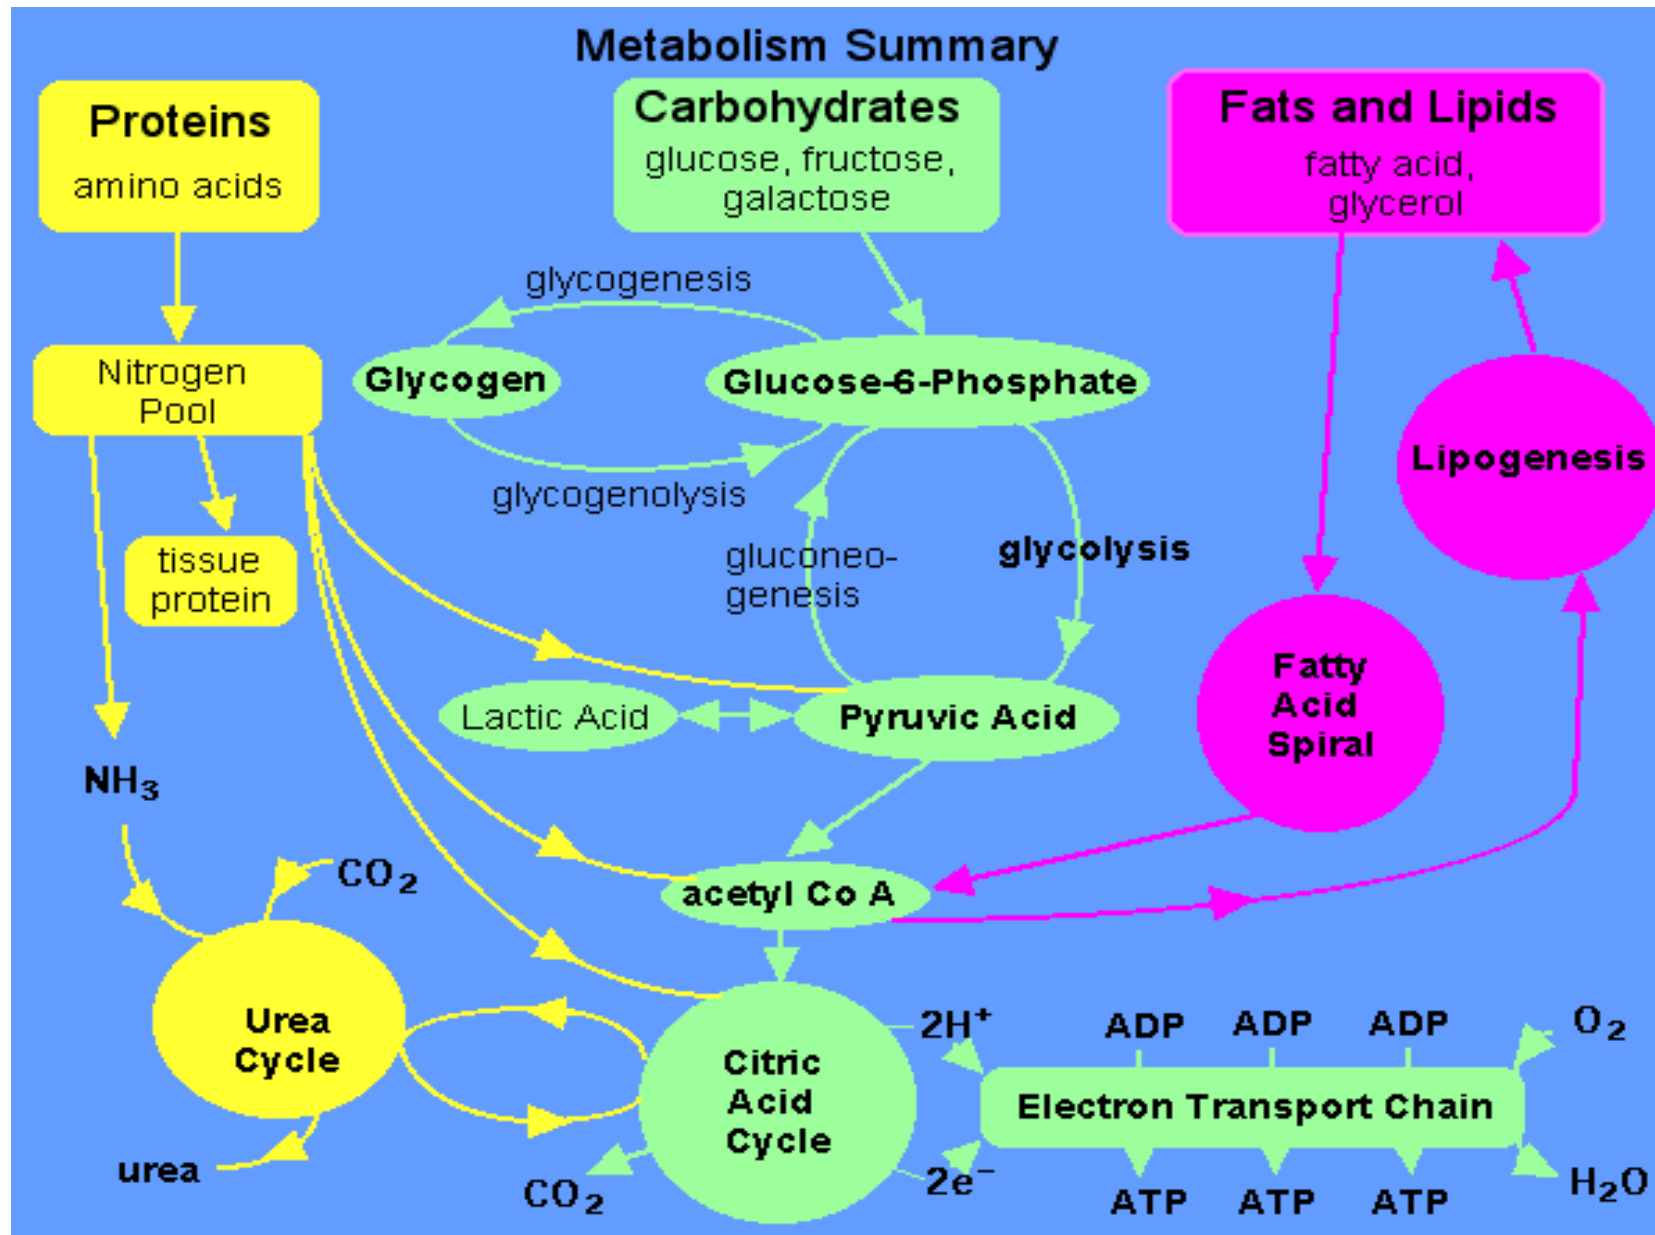 Metabolism Summary
Proteins
amino acids
Carbohydrates
glucose, fructose,
galactose
Fats and Lipids
fatty acid,
glycerol
glycogenesis
Nitrogen
Pool
Glycogen
Glucose-6-Phosphate
Lipogenesis
glycogenolysis
tissue
protein
gluconeo-
genesis
glycolysis
Fatty
Acid
Spiral
Lactic Acid
Pyruvic Acid
NH₃
CO₂
acetyl Co A
Urea
Cycle
Citric
Acid
Cycle
2H⁺
ADP ADP ADP
O₂
Electron Transport Chain
urea
CO₂
2e⁻
ATP ATP ATP
H₂O